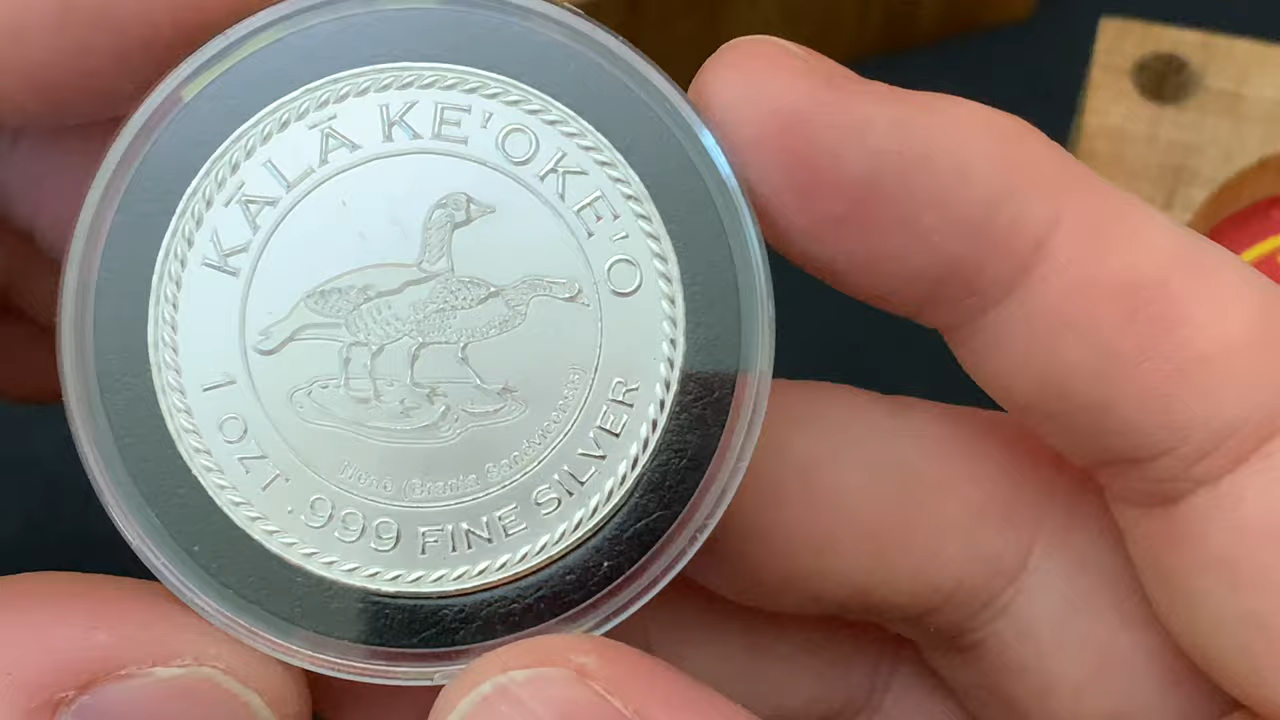 KĀLĀ KE'OKE'O
1 OZT .999 FINE SILVER
Nēnē (Branta Sandvicensis)